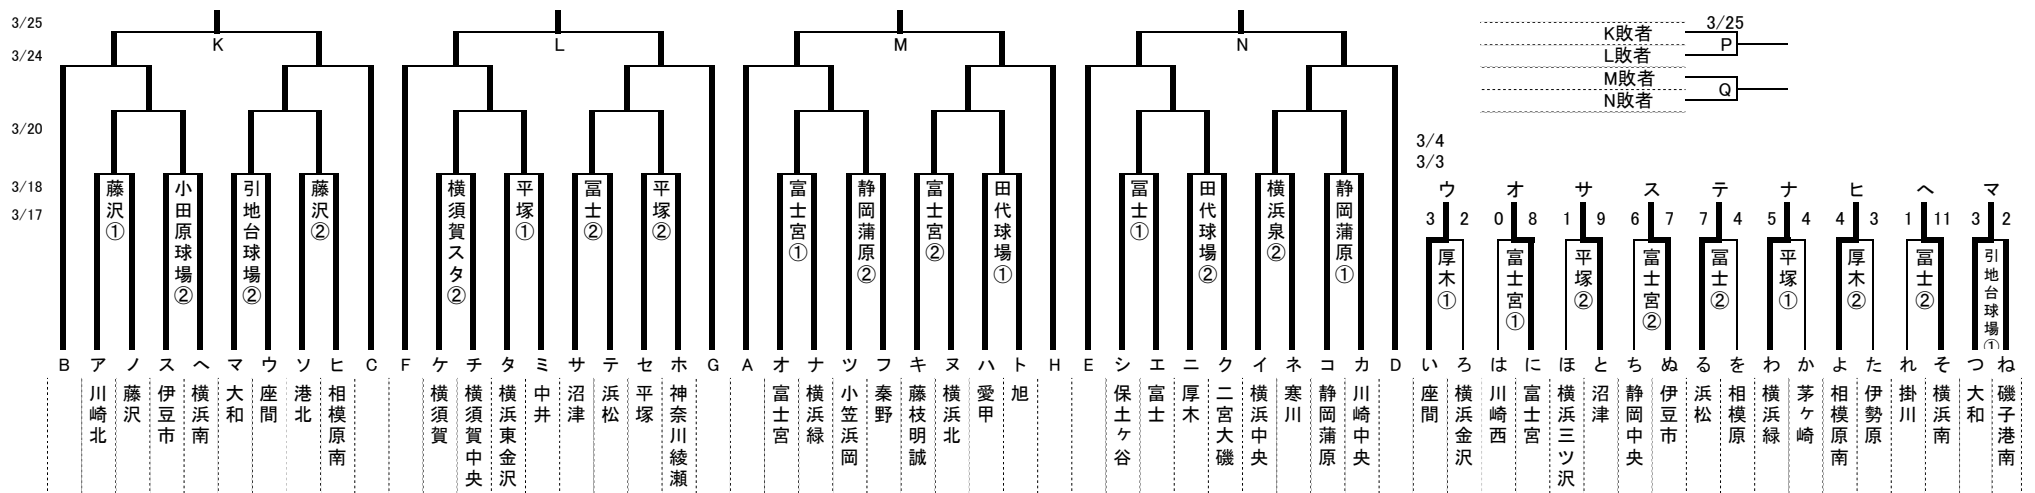 3/25
3/24
3/20
3/18
3/17
K
L
M
N
3/25
K敗者
L敗者
P
M敗者
N敗者
Q
3/4
3/3
藤沢①
小田原球場②
引地台球場②
藤沢②
横須賀スタ②
平塚①
富士②
平塚②
富士宮①
静岡蒲原②
富士宮②
田代球場①
富士①
田代球場②
横浜泉②
静岡蒲原①
ウ オ サ ス テ ナ ヒ ヘ マ
3 2 0 8 1 9 6 7 7 4 5 4 4 3 1 11 3 2
厚木①
富士宮①
平塚②
富士宮②
富士②
平塚①
厚木②
富士②
引地台球場①
B ア ノ ス ヘ マ ウ ソ ヒ C F ケ チ タ ミ サ テ セ ホ G A オ ナ ツ フ キ ヌ ハ ト H E シ エ ニ ク イ ネ コ カ D い ろ は に ほ と ち ぬ る を わ か よ た れ そ つ ね
川崎北
藤沢
伊豆市
横浜南
大和
座間
港北
相模原南
横須賀
横須賀中央
横浜東金沢
中井
沼津
浜松
平塚
神奈川綾瀬
富士宮
横浜緑
小笠浜岡
秦野
藤枝明誠
横浜北
愛甲
旭
保土ヶ谷
富士
厚木
二宮大磯
横浜中央
寒川
静岡蒲原
川崎中央
座間
横浜金沢
川崎西
富士宮
横浜三ツ沢
沼津
静岡中央
伊豆市
浜松
相模原
横浜緑
茅ヶ崎
相模原南
伊勢原
掛川
横浜南
大和
磯子港南